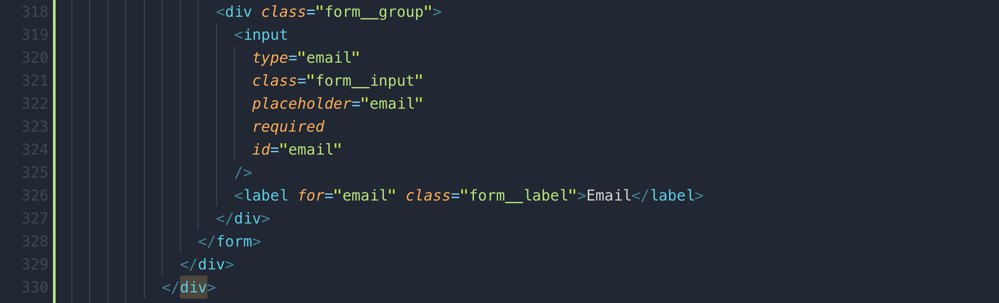 318 <div class="form__group">
319 <input
320 type="email"
321 class="form__input"
322 placeholder="email"
323 required
324 id="email"
325 />
326 <label for="email" class="form__label">Email</label>
327 </div>
328 </form>
329 </div>
330 </div>